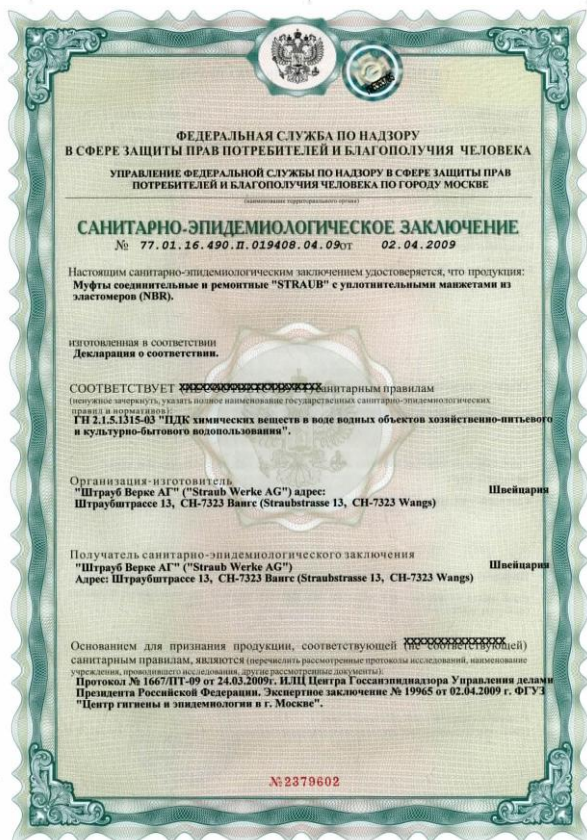 ФЕДЕРАЛЬНАЯ СЛУЖБА ПО НАДЗОРУ
В СФЕРЕ ЗАЩИТЫ ПРАВ ПОТРЕБИТЕЛЕЙ И БЛАГОПОЛУЧИЯ ЧЕЛОВЕКА
УПРАВЛЕНИЕ ФЕДЕРАЛЬНОЙ СЛУЖБЫ ПО НАДЗОРУ В СФЕРЕ ЗАЩИТЫ ПРАВ
ПОТРЕБИТЕЛЕЙ И БЛАГОПОЛУЧИЯ ЧЕЛОВЕКА ПО ГОРОДУ МОСКВЕ
(наименование территориального органа)
САНИТАРНО-ЭПИДЕМИОЛОГИЧЕСКОЕ ЗАКЛЮЧЕНИЕ
№ 77.01.16.490.П.019408.04.09от 02.04.2009
Настоящим санитарно-эпидемиологическим заключением удостоверяется, что продукция:
Муфты соединительные и ремонтные "STRAUB" с уплотнительными манжетами из
эластомеров (NBR).
изготовленная в соответствии
Декларация о соответствии.
СООТВЕТСТВУЕТ (НЕ СООТВЕТСТВУЕТ) санитарным правилам
(ненужное зачеркнуть, указать полное наименование государственных санитарно-эпидемиологических
правил и нормативов):
ГН 2.1.5.1315-03 "ПДК химических веществ в воде водных объектов хозяйственно-питьевого
и культурно-бытового водопользования".
Организация-изготовитель
"Штрауб Верке АГ" ("Straub Werke AG") адрес: Швейцария
Штраубштрассе 13, CH-7323 Вангс (Straubstrasse 13, CH-7323 Wangs)
Получатель санитарно-эпидемиологического заключения
"Штрауб Верке АГ" ("Straub Werke AG") Швейцария
Адрес: Штраубштрассе 13, CH-7323 Вангс (Straubstrasse 13, CH-7323 Wangs)
Основанием для признания продукции, соответствующей (не соответствующей)
санитарным правилам, являются (перечислить рассмотренные протоколы исследований, наименование
учреждения, проводившего исследования, другие рассмотренные документы):
Протокол № 1667/ПТ-09 от 24.03.2009г. ИЛЦ Центра Госсанэпиднадзора Управления делами
Президента Российской Федерации. Экспертное заключение № 19965 от 02.04.2009 г. ФГУЗ
"Центр гигиены и эпидемиологии в г. Москве".
№2379602